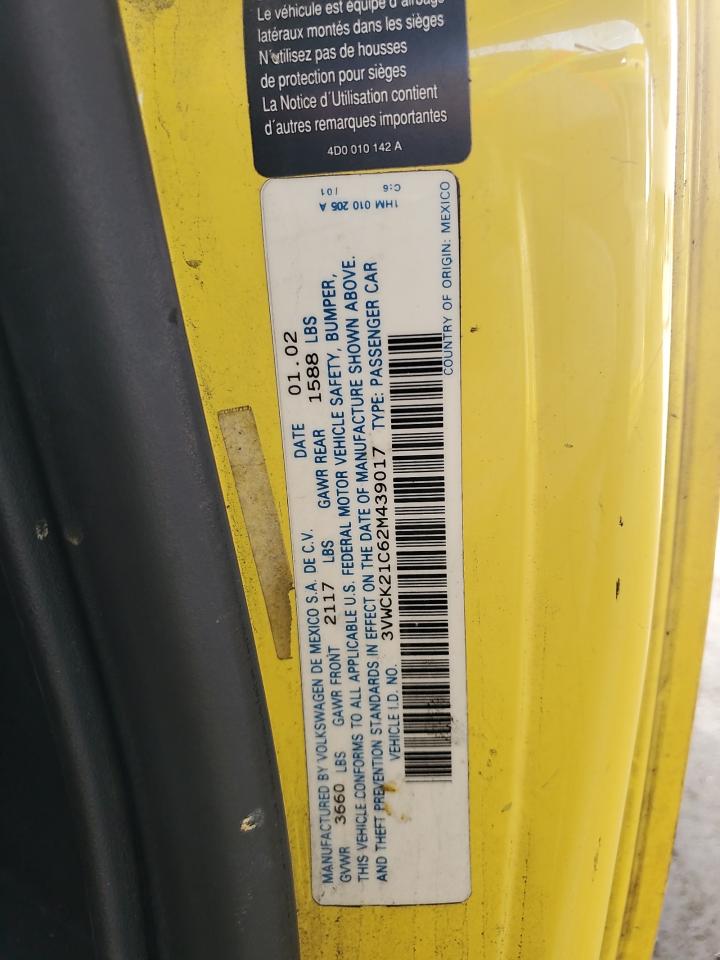 Le véhicule est équipé d'airbags
latéraux montés dans les sièges
N'utilisez pas de housses
de protection pour sièges
La Notice d'Utilisation contient
d'autres remarques importantes
4D0 010 142 A
MANUFACTURED BY VOLKSWAGEN DE MEXICO S.A. DE C.V. DATE 01.02
GVWR 3660 LBS GAWR FRONT 2117 LBS GAWR REAR 1588 LBS
THIS VEHICLE CONFORMS TO ALL APPLICABLE U.S. FEDERAL MOTOR VEHICLE SAFETY, BUMPER,
AND THEFT PREVENTION STANDARDS IN EFFECT ON THE DATE OF MANUFACTURE SHOWN ABOVE.
VEHICLE I.D. NO. 3VWCK21C62M439017 TYPE: PASSENGER CAR
COUNTRY OF ORIGIN: MEXICO
1HM 010 205 A
/01
C:6